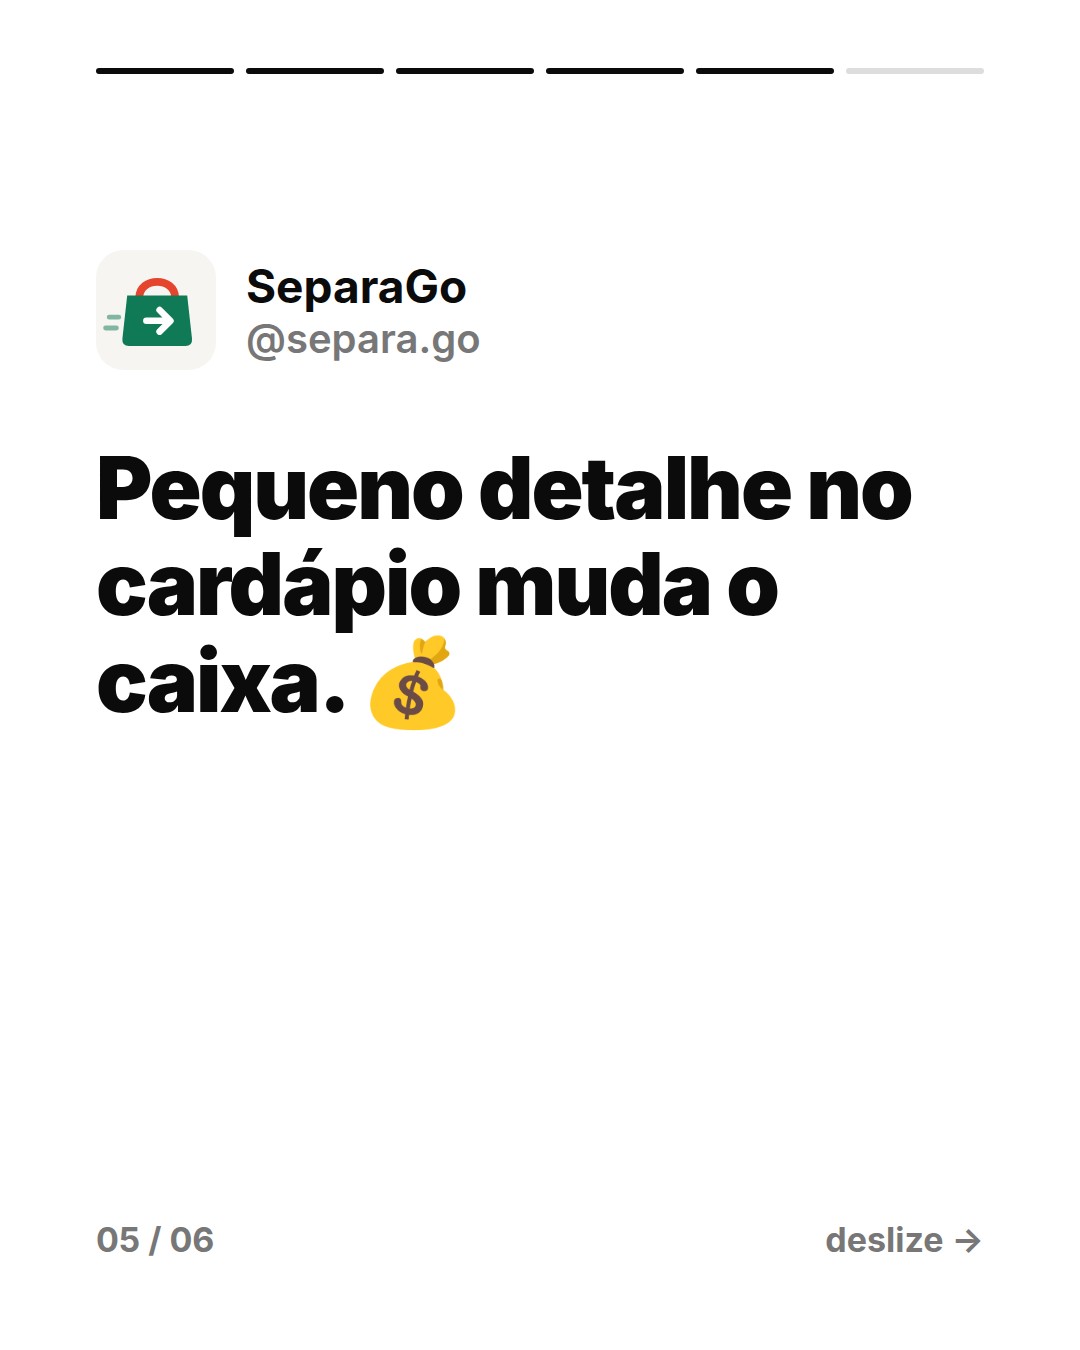 SeparaGo
@separa.go
Pequeno detalhe no
cardápio muda o
caixa. 💰
05 / 06
deslize →